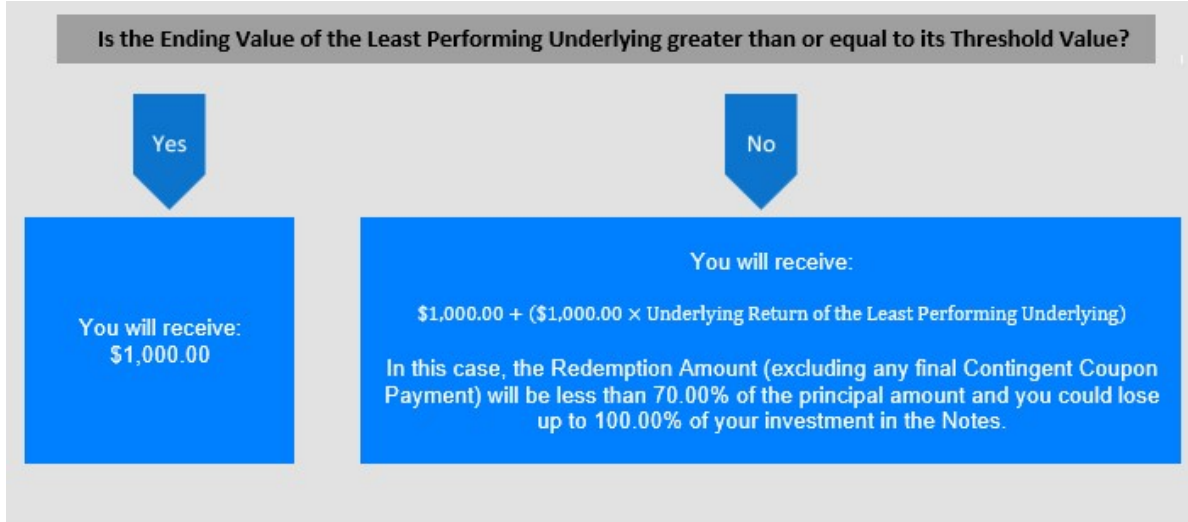 Is the Ending Value of the Least Performing Underlying greater than or equal to its Threshold Value?
Yes
No
You will receive:
$1,000.00
You will receive:
$1,000.00 + ($1,000.00 × Underlying Return of the Least Performing Underlying)
In this case, the Redemption Amount (excluding any final Contingent Coupon
Payment) will be less than 70.00% of the principal amount and you could lose
up to 100.00% of your investment in the Notes.